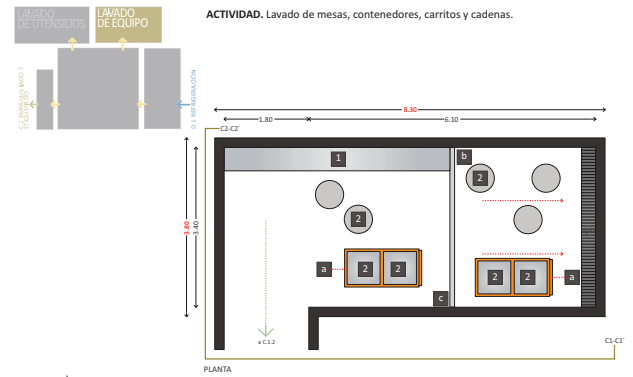 LAVADO
DE UTENSILIOS
LAVADO
DE EQUIPO
ACTIVIDAD. Lavado de mesas, contenedores, carritos y cadenas.
ETIQUETADO
D.1 REFRIGERACIÓN
8.30
1.80
6.10
C2-C2´
3.80
3.40
1
b
2
2
a
2
2
2
2
a
c
a C.1.2
C1-C1´
PLANTA